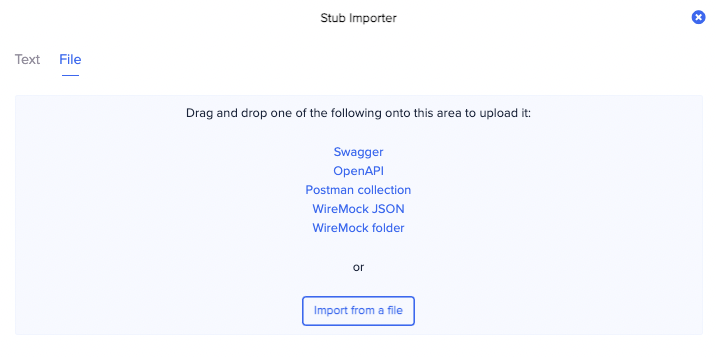 Stub Importer
Text File
Drag and drop one of the following onto this area to upload it:
Swagger
OpenAPI
Postman collection
WireMock JSON
WireMock folder
or
Import from a file